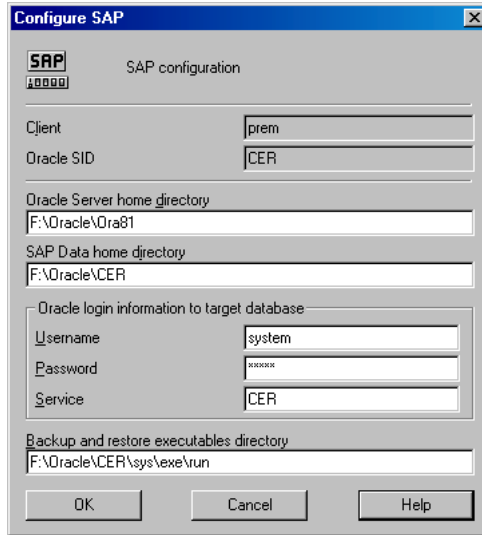 Configure SAP
SAP
SAP configuration
Client prem
Oracle SID CER
Oracle Server home directory
F:\Oracle\Ora81
SAP Data home directory
F:\Oracle\CER
Oracle login information to target database
Username system
Password *****
Service CER
Backup and restore executables directory
F:\Oracle\CER\sys\exe\run
OK Cancel Help